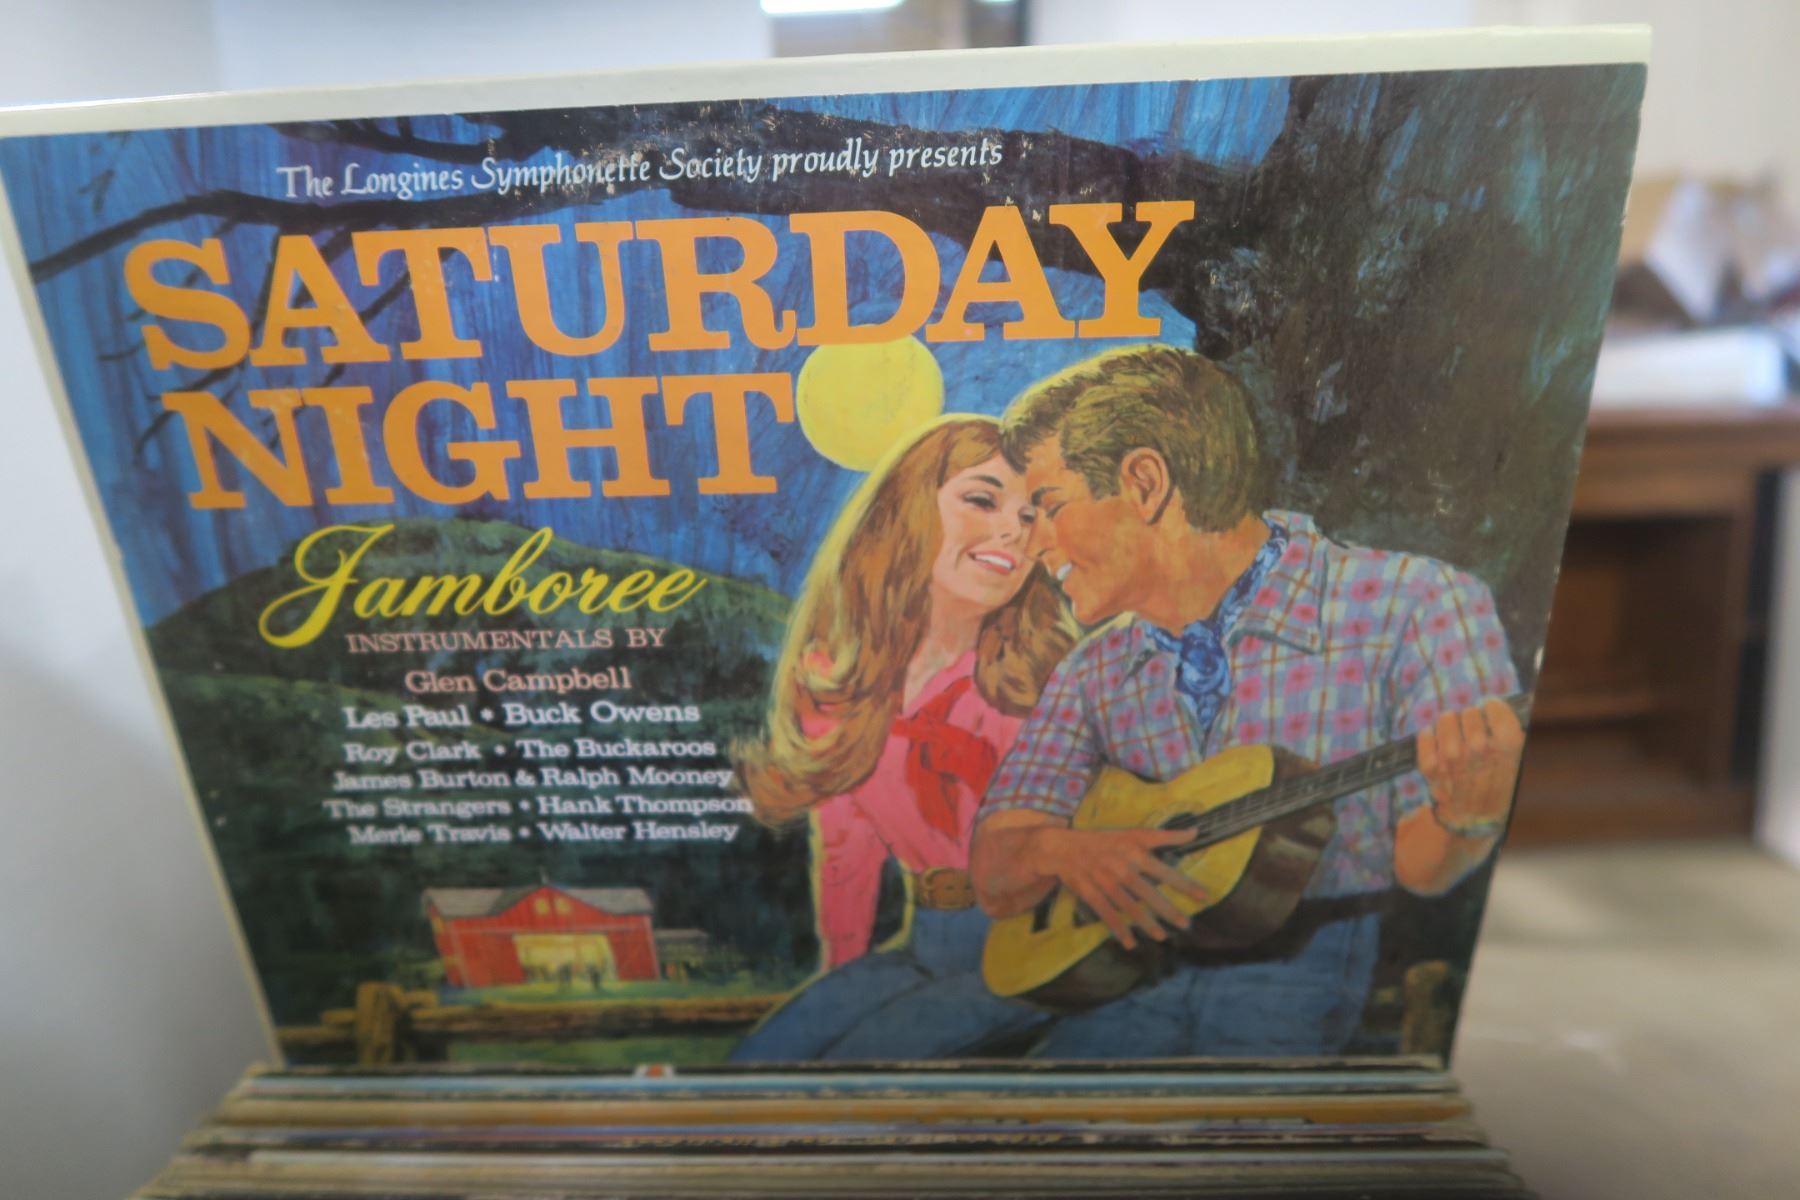 The Longines Symphonette Society proudly presents
SATURDAY
NIGHT
Jamboree
INSTRUMENTALS BY
Glen Campbell
Les Paul • Buck Owens
Roy Clark • The Buckaroos
James Burton & Ralph Mooney
The Strangers • Hank Thompson
Merle Travis • Walter Hensley